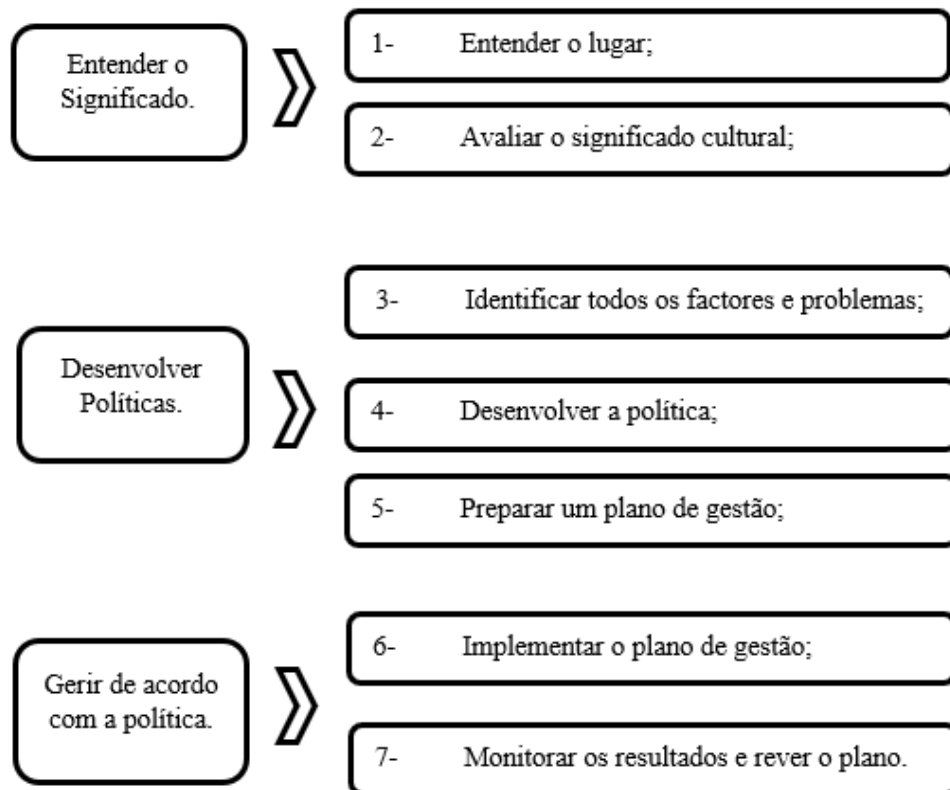 Entender o
Significado.
1- Entender o lugar;
2- Avaliar o significado cultural;
Desenvolver
Políticas.
3- Identificar todos os factores e problemas;
4- Desenvolver a política;
5- Preparar um plano de gestão;
Gerir de acordo
com a política.
6- Implementar o plano de gestão;
7- Monitorar os resultados e rever o plano.